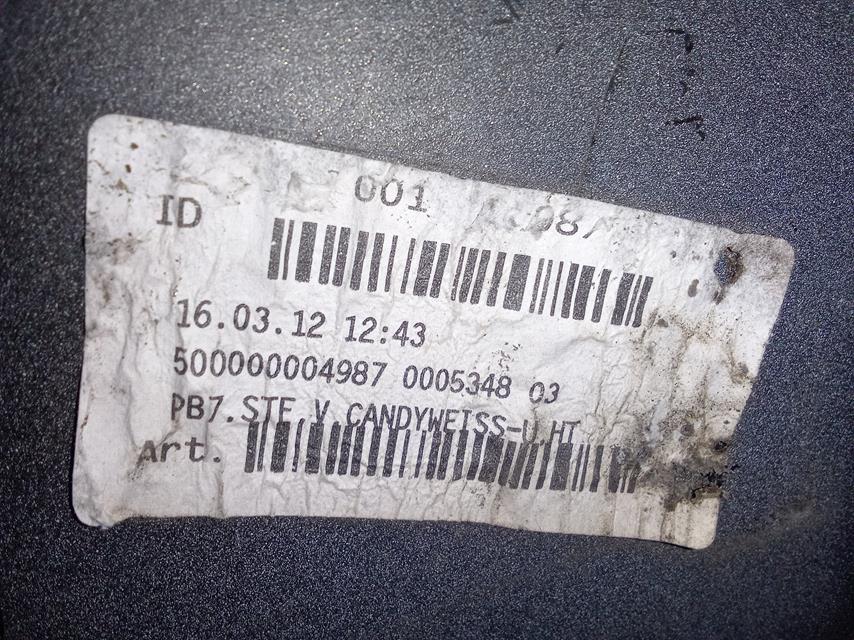 ID 001
16.03.12 12:43
500000004987 0005348 03
PB7.STF V CANDYWEISS-U HT
Art.